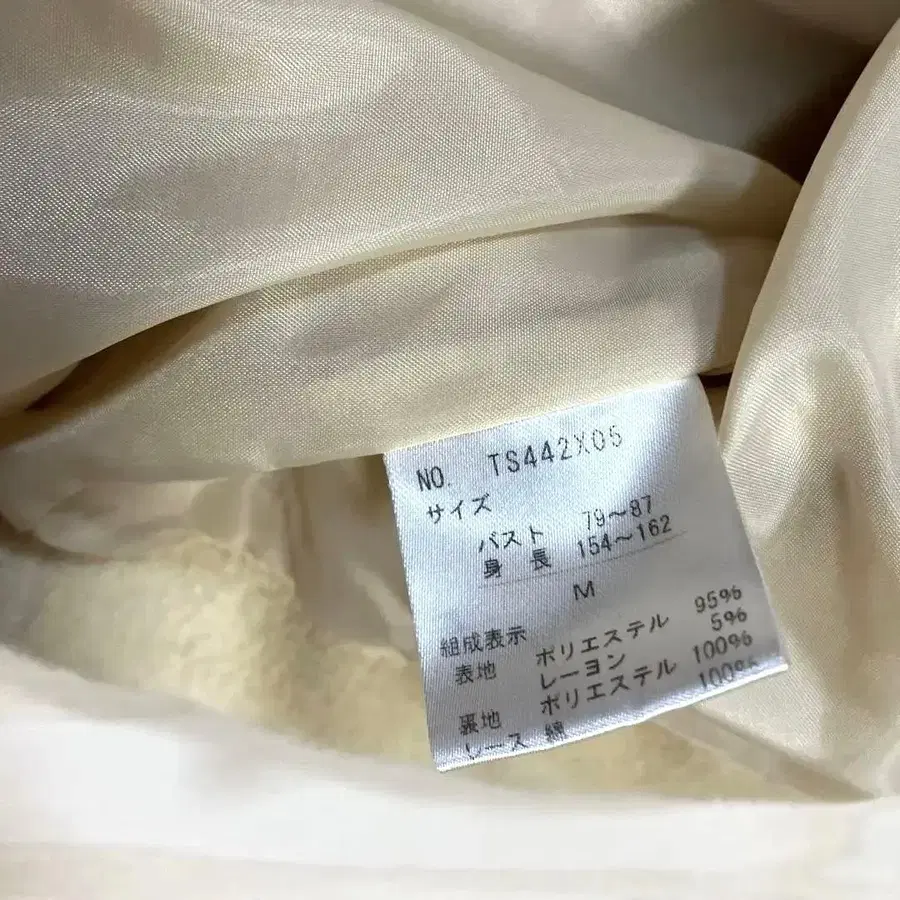 NO. TS442X05
サイズ
バスト 79～87
身長 154～162
M
組成表示
表地 ポリエステル 95%
レーヨン 5%
裏地 ポリエステル 100%
レース 綿 100%